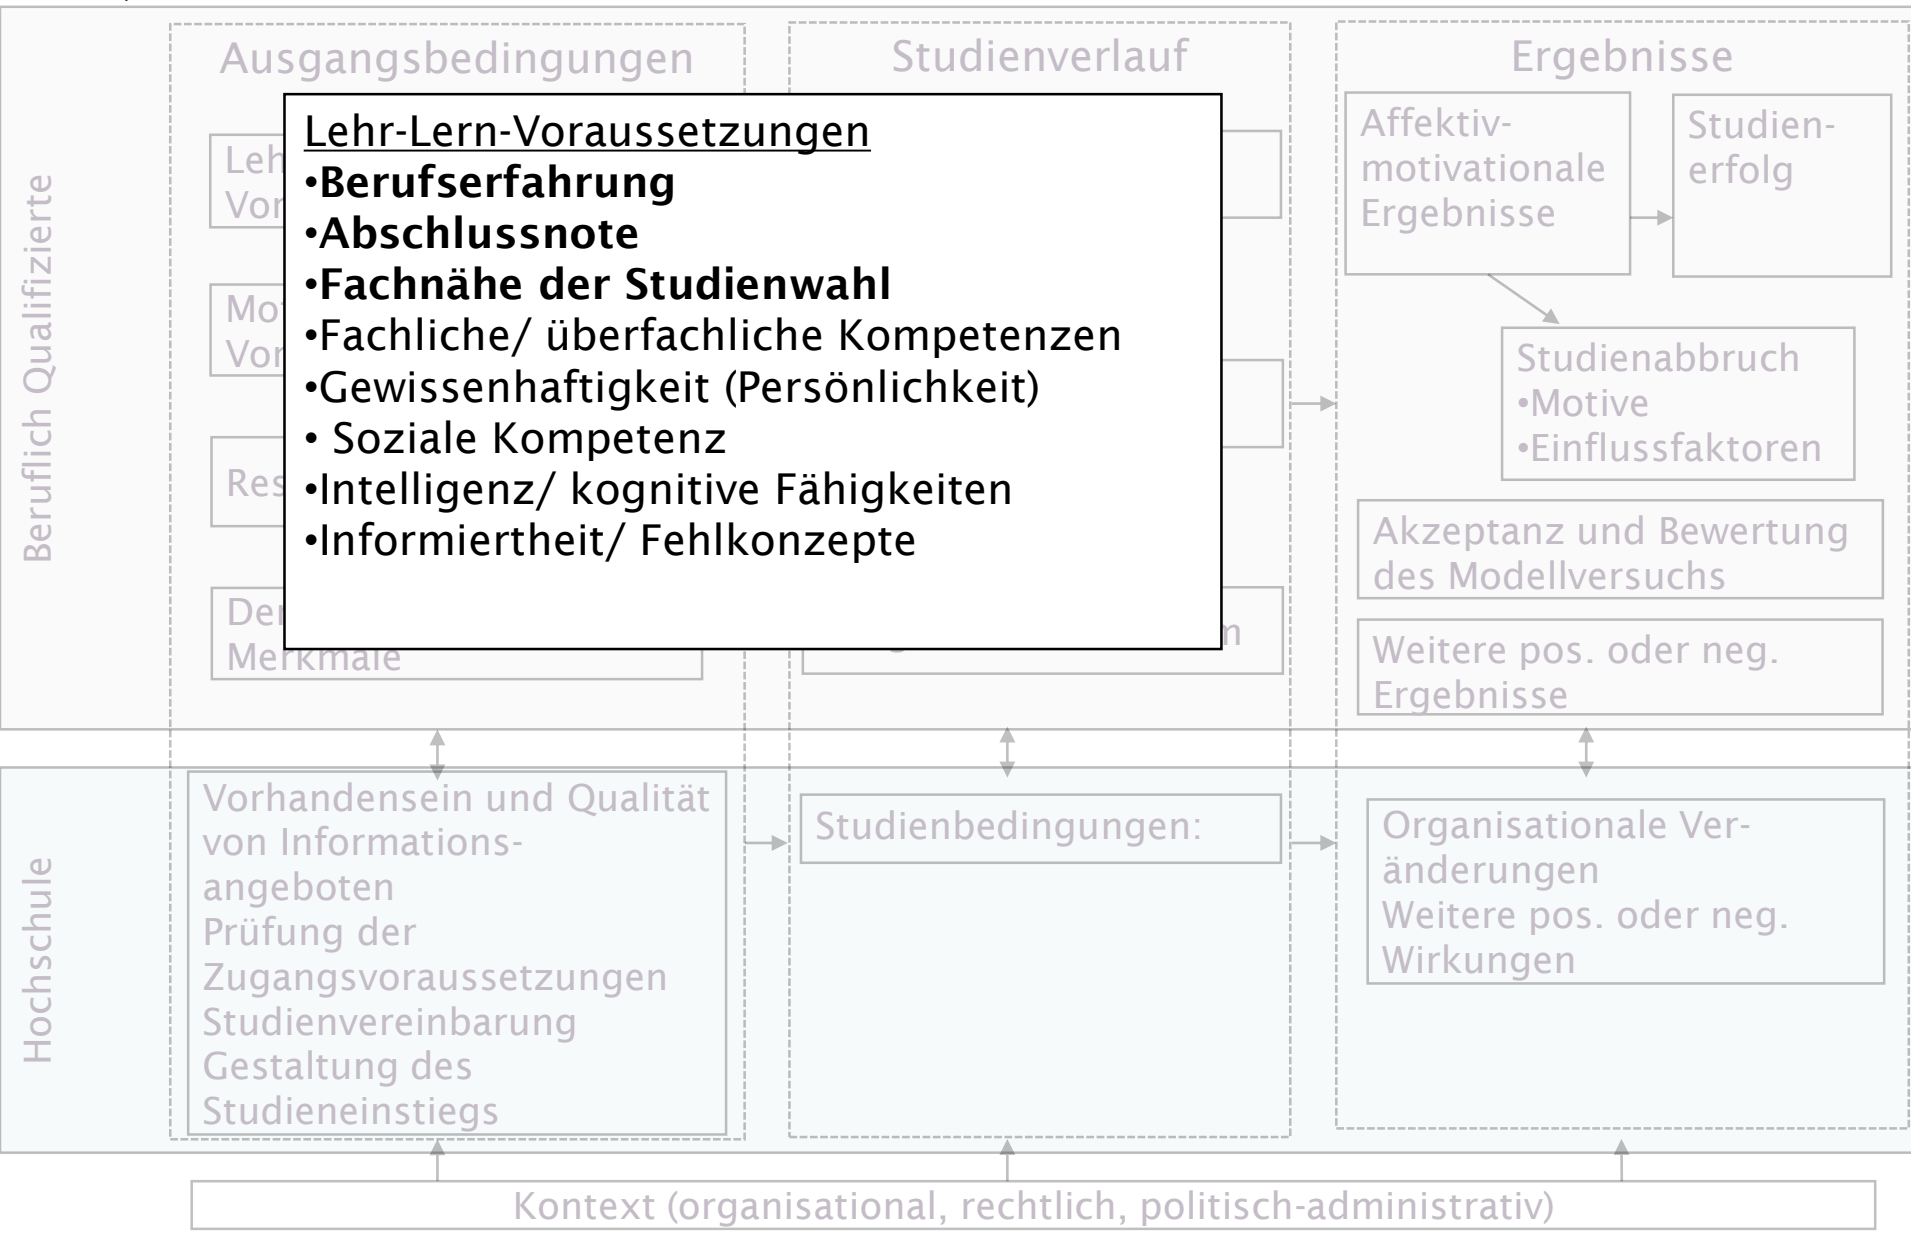 Ausgangsbedingungen
Studienverlauf
Ergebnisse
Beruflich Qualifizierte
Lehr-Lern-Voraussetzungen
•Berufserfahrung
•Abschlussnote
•Fachnähe der Studienwahl
•Fachliche/ überfachliche Kompetenzen
•Gewissenhaftigkeit (Persönlichkeit)
• Soziale Kompetenz
•Intelligenz/ kognitive Fähigkeiten
•Informiertheit/ Fehlkonzepte
Merkmale
Affektiv-
motivationale
Ergebnisse
Studien-
erfolg
Studienabbruch
•Motive
•Einflussfaktoren
Akzeptanz und Bewertung
des Modellversuchs
Weitere pos. oder neg.
Ergebnisse
Hochschule
Vorhandensein und Qualität
von Informations-
angeboten
Prüfung der
Zugangsvoraussetzungen
Studienvereinbarung
Gestaltung des
Studieneinstiegs
Studienbedingungen:
Organisationale Ver-
änderungen
Weitere pos. oder neg.
Wirkungen
Kontext (organisational, rechtlich, politisch-administrativ)